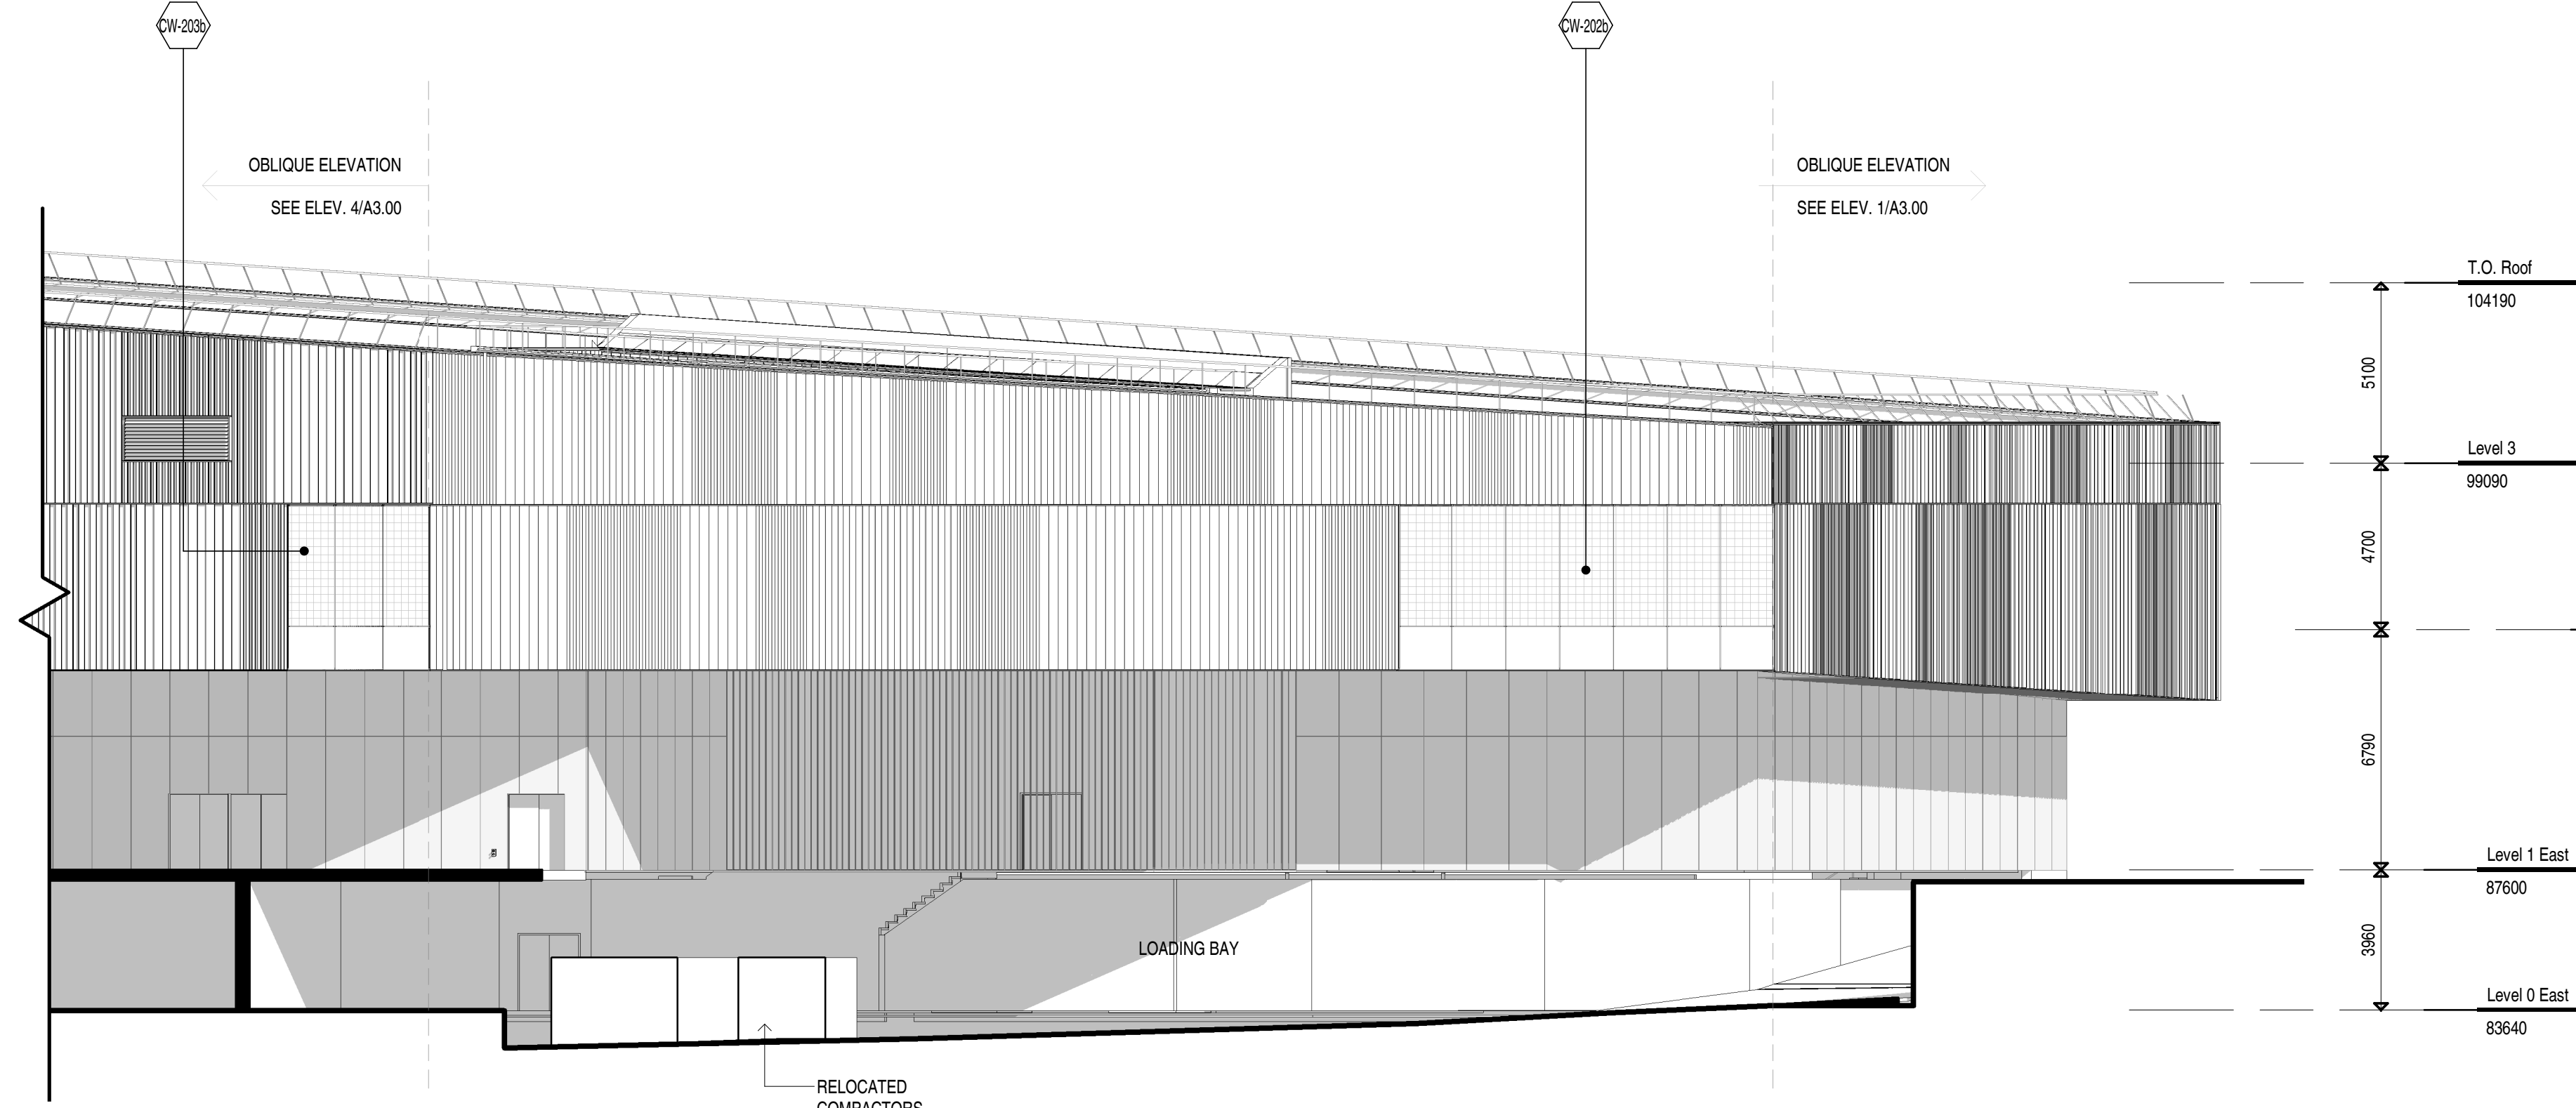 CW-203b
CW-202b
OBLIQUE ELEVATION
SEE ELEV. 4/A3.00
OBLIQUE ELEVATION
SEE ELEV. 1/A3.00
T.O. Roof
104190
5100
Level 3
99090
4700
6790
Level 1 East
87600
3960
Level 0 East
83640
LOADING BAY
RELOCATED
COMPACTORS